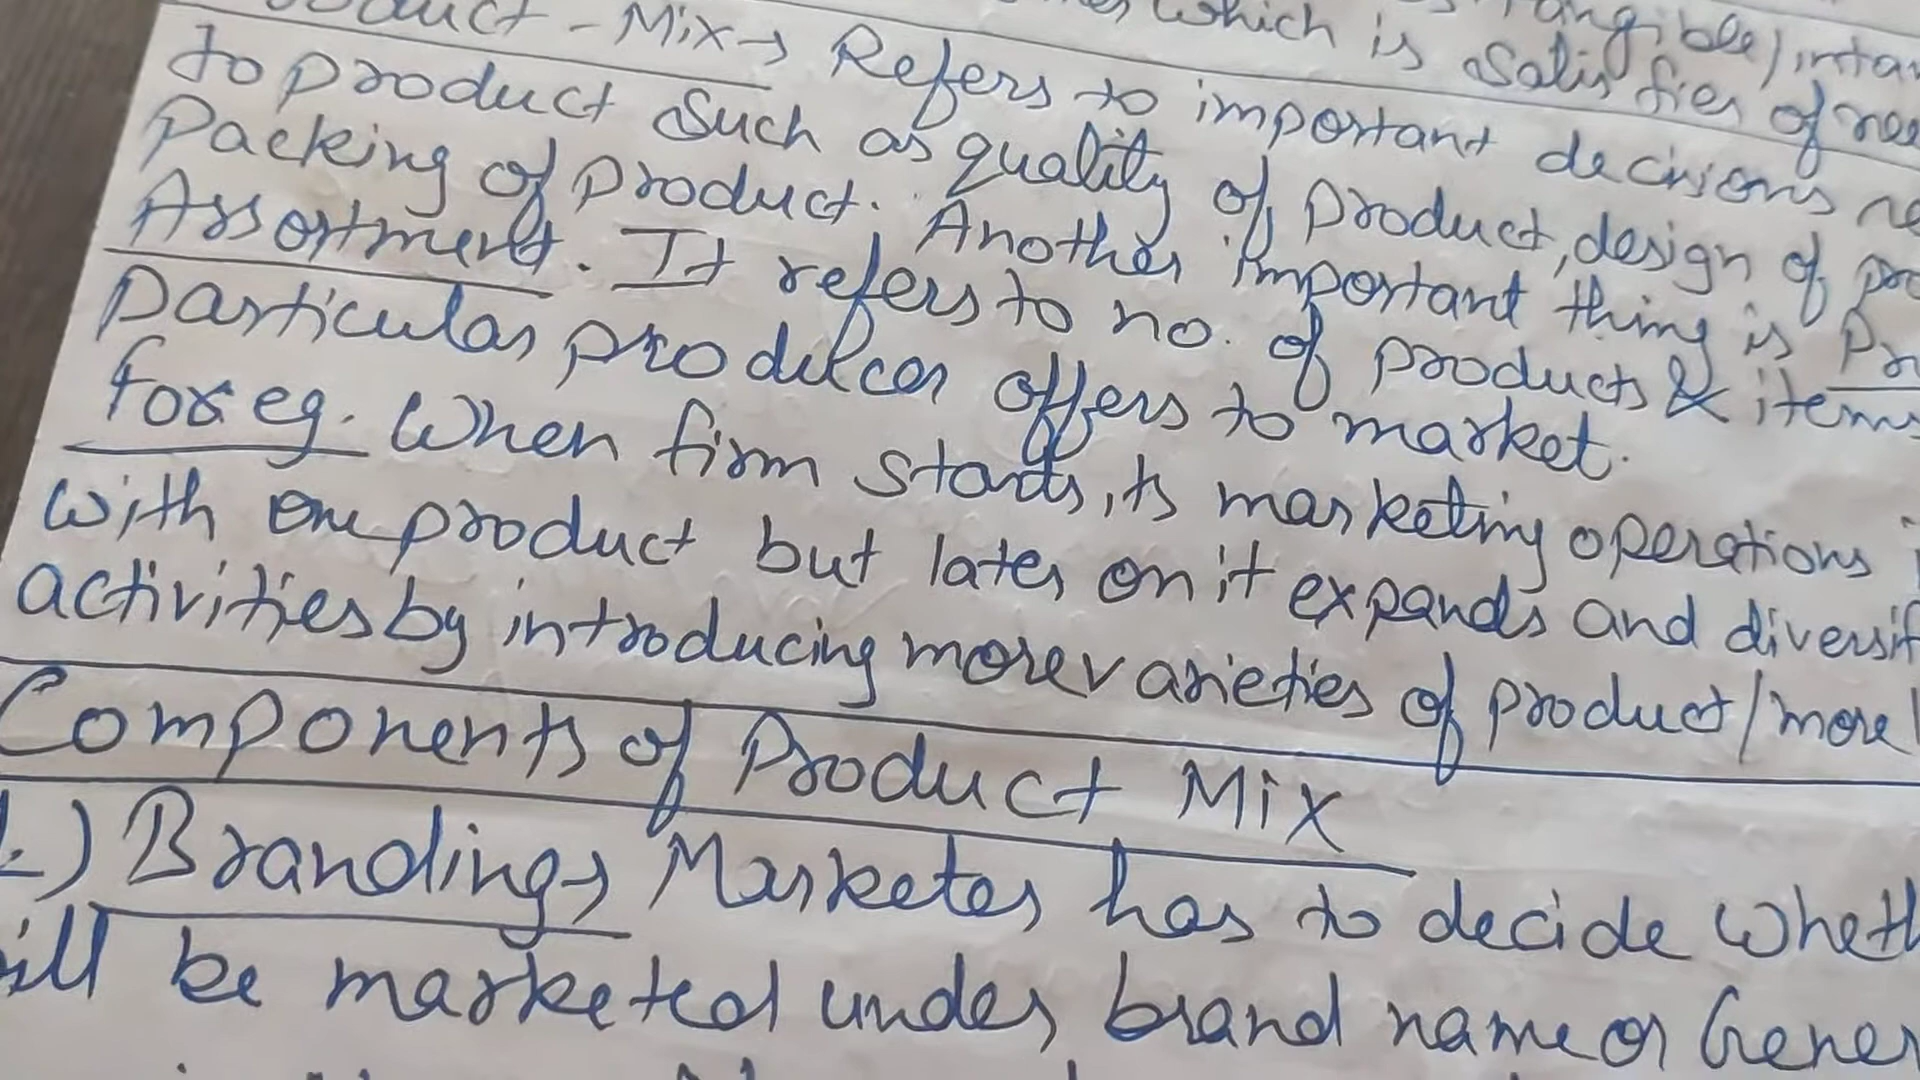 which is satisfies of
Product - Mix → Refers to important decisions
to product such as quality of product, design of
Packing of product. Another important thing is
Assortment. It refers to no. of products & items
Particular producer offers to market.
for eg. When firm starts, its marketing operations
with one product but later on it expands and
activities by introducing more varieties of product/more
Components of Product Mix
1.) Branding → Marketer has to decide
will be marketed under brand name or